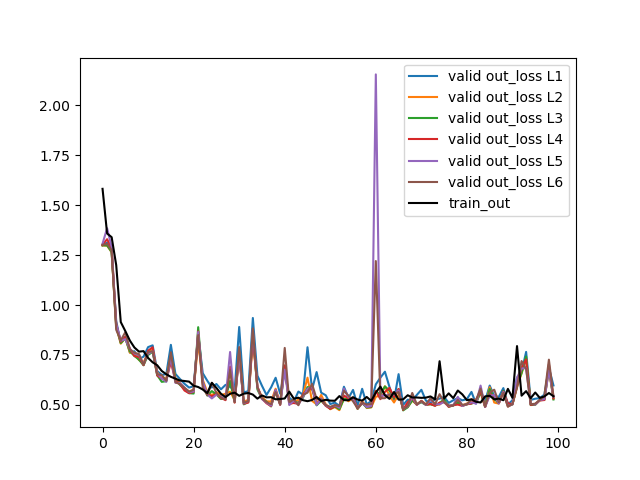 valid out_loss L1
valid out_loss L2
valid out_loss L3
valid out_loss L4
valid out_loss L5
valid out_loss L6
train_out
2.00
1.75
1.50
1.25
1.00
0.75
0.50
0 20 40 60 80 100